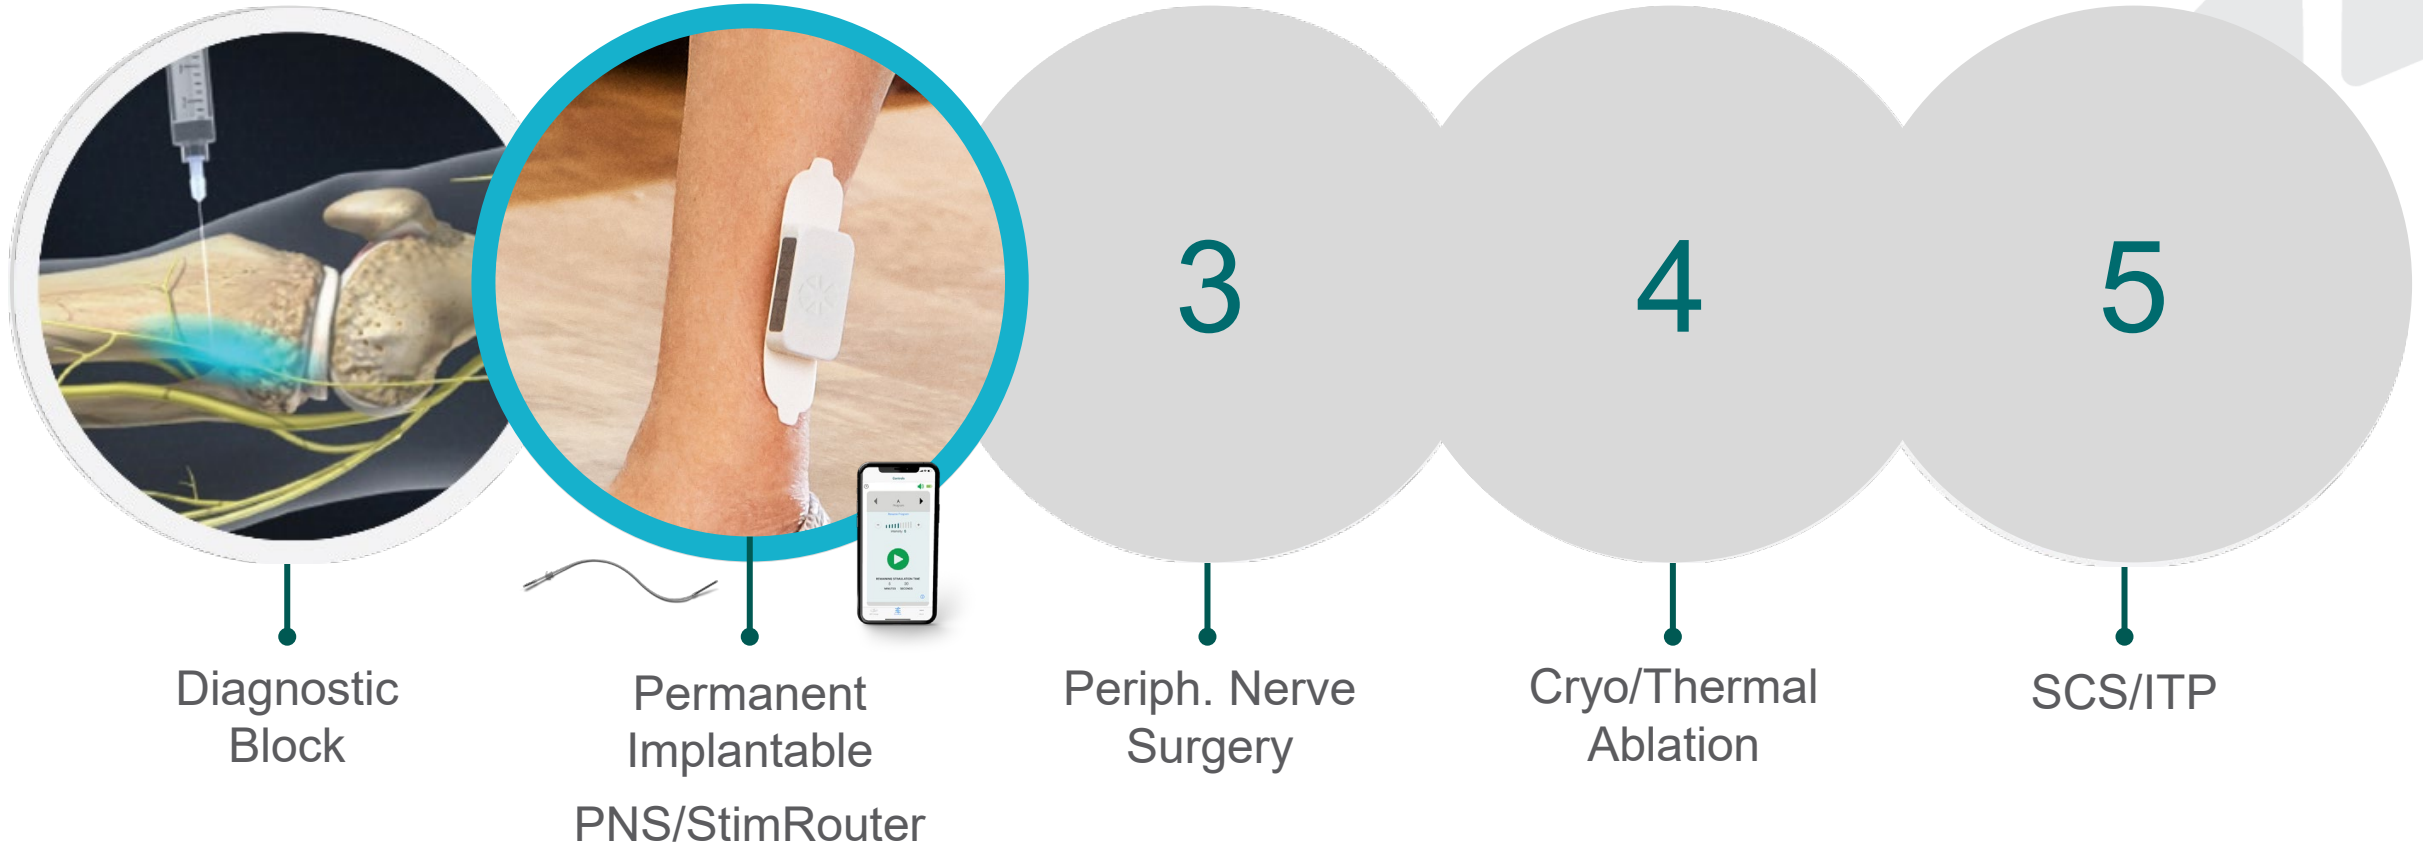 3
4
5
Diagnostic
Block
Permanent
Implantable
PNS/StimRouter
Periph. Nerve
Surgery
Cryo/Thermal
Ablation
SCS/ITP